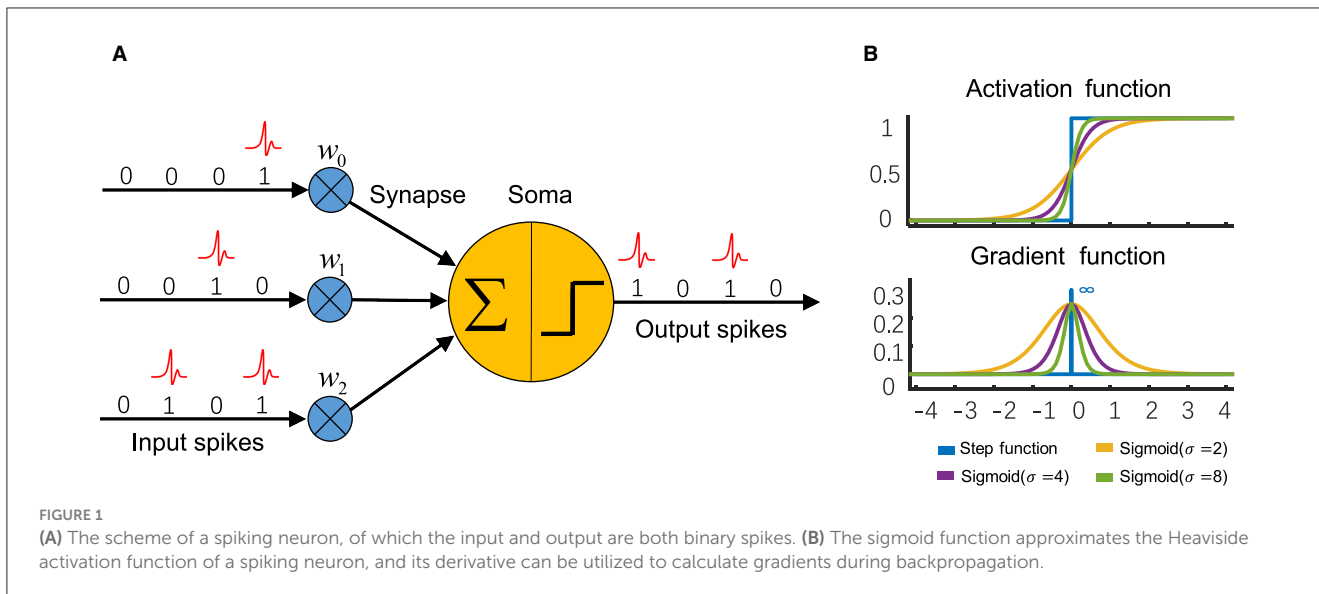 A
0 0 0 1
w0
Synapse
Soma
0 0 1 0
w1
Σ
1 0 1 0
Output spikes
0 1 0 1
w2
Input spikes
B
Activation function
1
0.5
0
Gradient function
∞
0.3
0.2
0.1
0
-4 -3 -2 -1 0 1 2 3 4
Step function
Sigmoid(σ =2)
Sigmoid(σ =4)
Sigmoid(σ =8)
FIGURE 1
(A) The scheme of a spiking neuron, of which the input and output are both binary spikes. (B) The sigmoid function approximates the Heaviside
activation function of a spiking neuron, and its derivative can be utilized to calculate gradients during backpropagation.